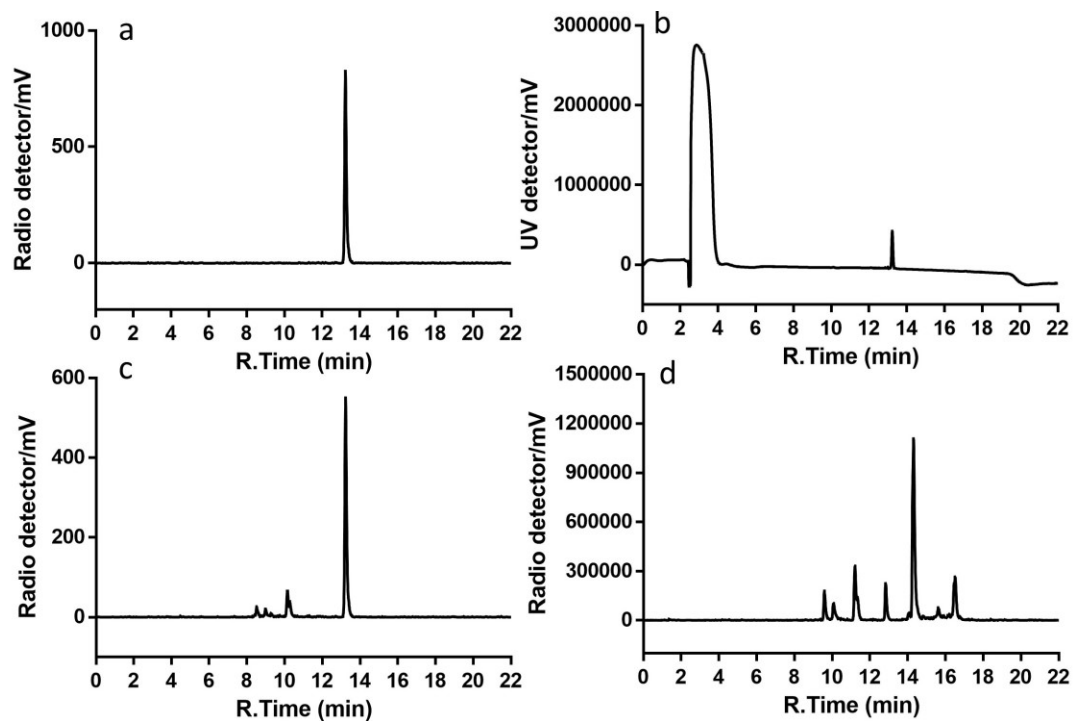 a
Radio detector/mV
1000
500
0
0 2 4 6 8 10 12 14 16 18 20 22
R.Time (min)
b
UV detector/mV
3000000
2000000
1000000
0
0 2 4 6 8 10 12 14 16 18 20 22
R.Time (min)
c
Radio detector/mV
600
400
200
0
0 2 4 6 8 10 12 14 16 18 20 22
R.Time (min)
d
Radio detector/mV
1500000
1200000
900000
600000
300000
0
0 2 4 6 8 10 12 14 16 18 20 22
R.Time (min)